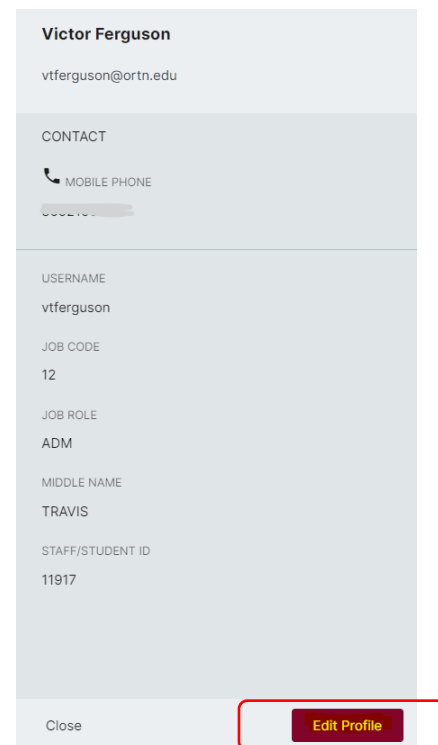 Victor Ferguson
vtferguson@ortn.edu
CONTACT
MOBILE PHONE
USERNAME
vtferguson
JOB CODE
12
JOB ROLE
ADM
MIDDLE NAME
TRAVIS
STAFF/STUDENT ID
11917
Close
Edit Profile